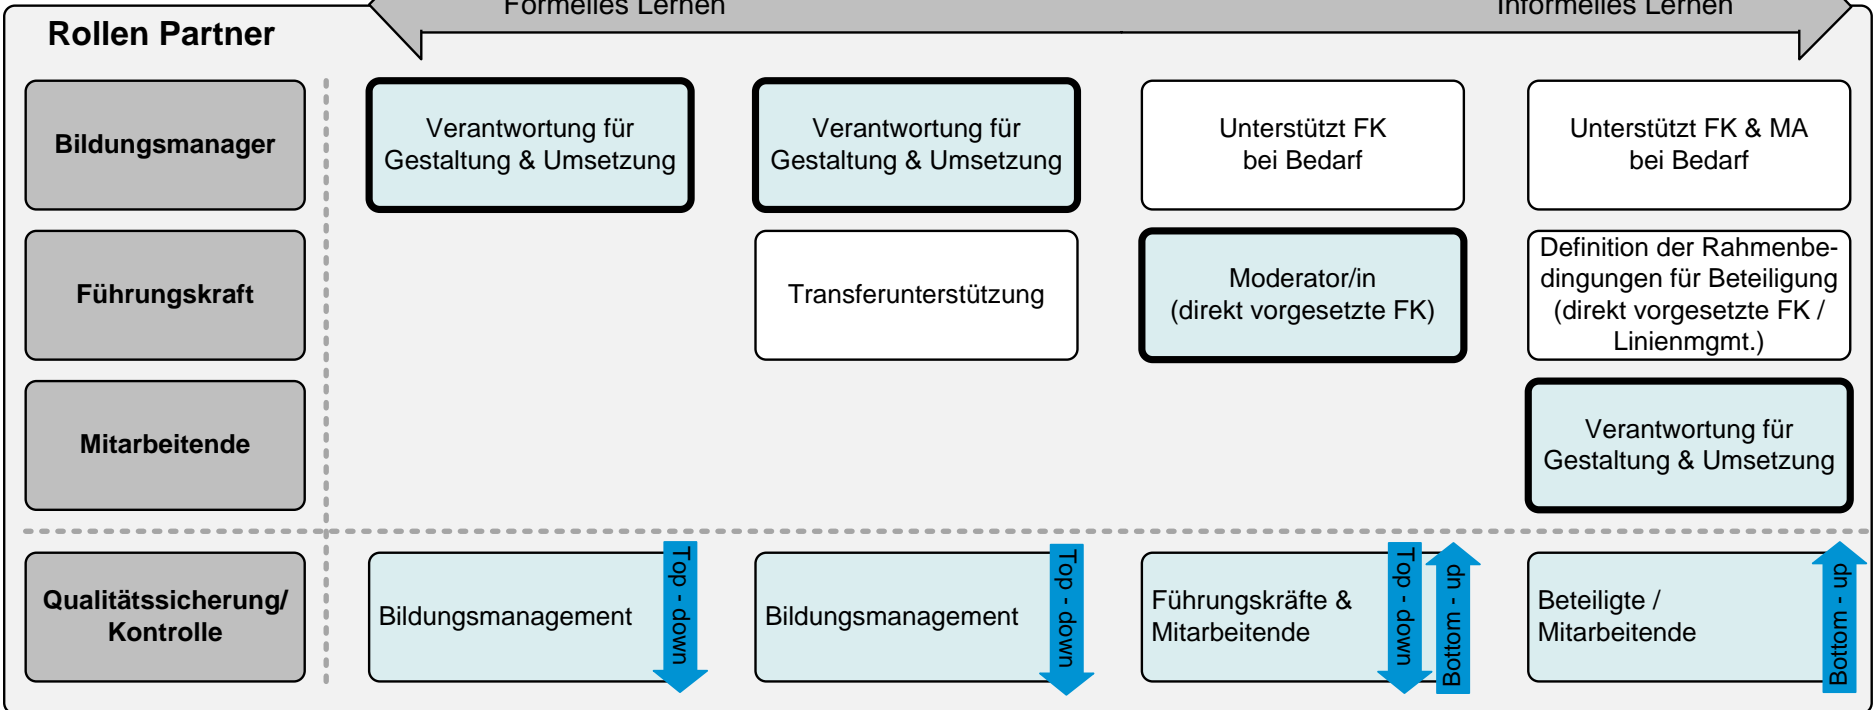 Formelles Lernen
Informelles Lernen
Rollen Partner
Bildungsmanager
Verantwortung für
Gestaltung & Umsetzung
Verantwortung für
Gestaltung & Umsetzung
Unterstützt FK
bei Bedarf
Unterstützt FK & MA
bei Bedarf
Führungskraft
Transferunterstützung
Moderator/in
(direkt vorgesetzte FK)
Definition der Rahmenbe-
dingungen für Beteiligung
(direkt vorgesetzte FK /
Linienmgmt.)
Mitarbeitende
Verantwortung für
Gestaltung & Umsetzung
Qualitätssicherung/
Kontrolle
Bildungsmanagement
Top - down
Bildungsmanagement
Top - down
Führungskräfte &
Mitarbeitende
Top - down
Bottom - up
Beteiligte /
Mitarbeitende
Bottom - up